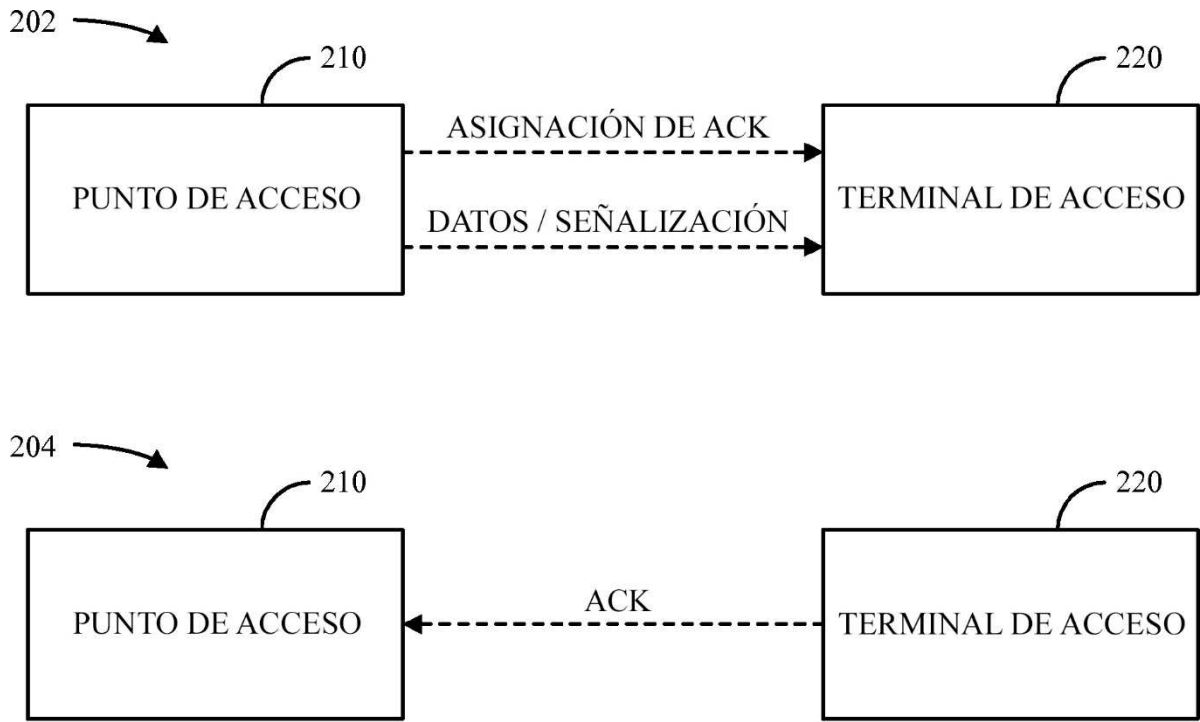 202
210
220
PUNTO DE ACCESO
ASIGNACIÓN DE ACK
DATOS / SEÑALIZACIÓN
TERMINAL DE ACCESO
204
210
220
PUNTO DE ACCESO
ACK
TERMINAL DE ACCESO